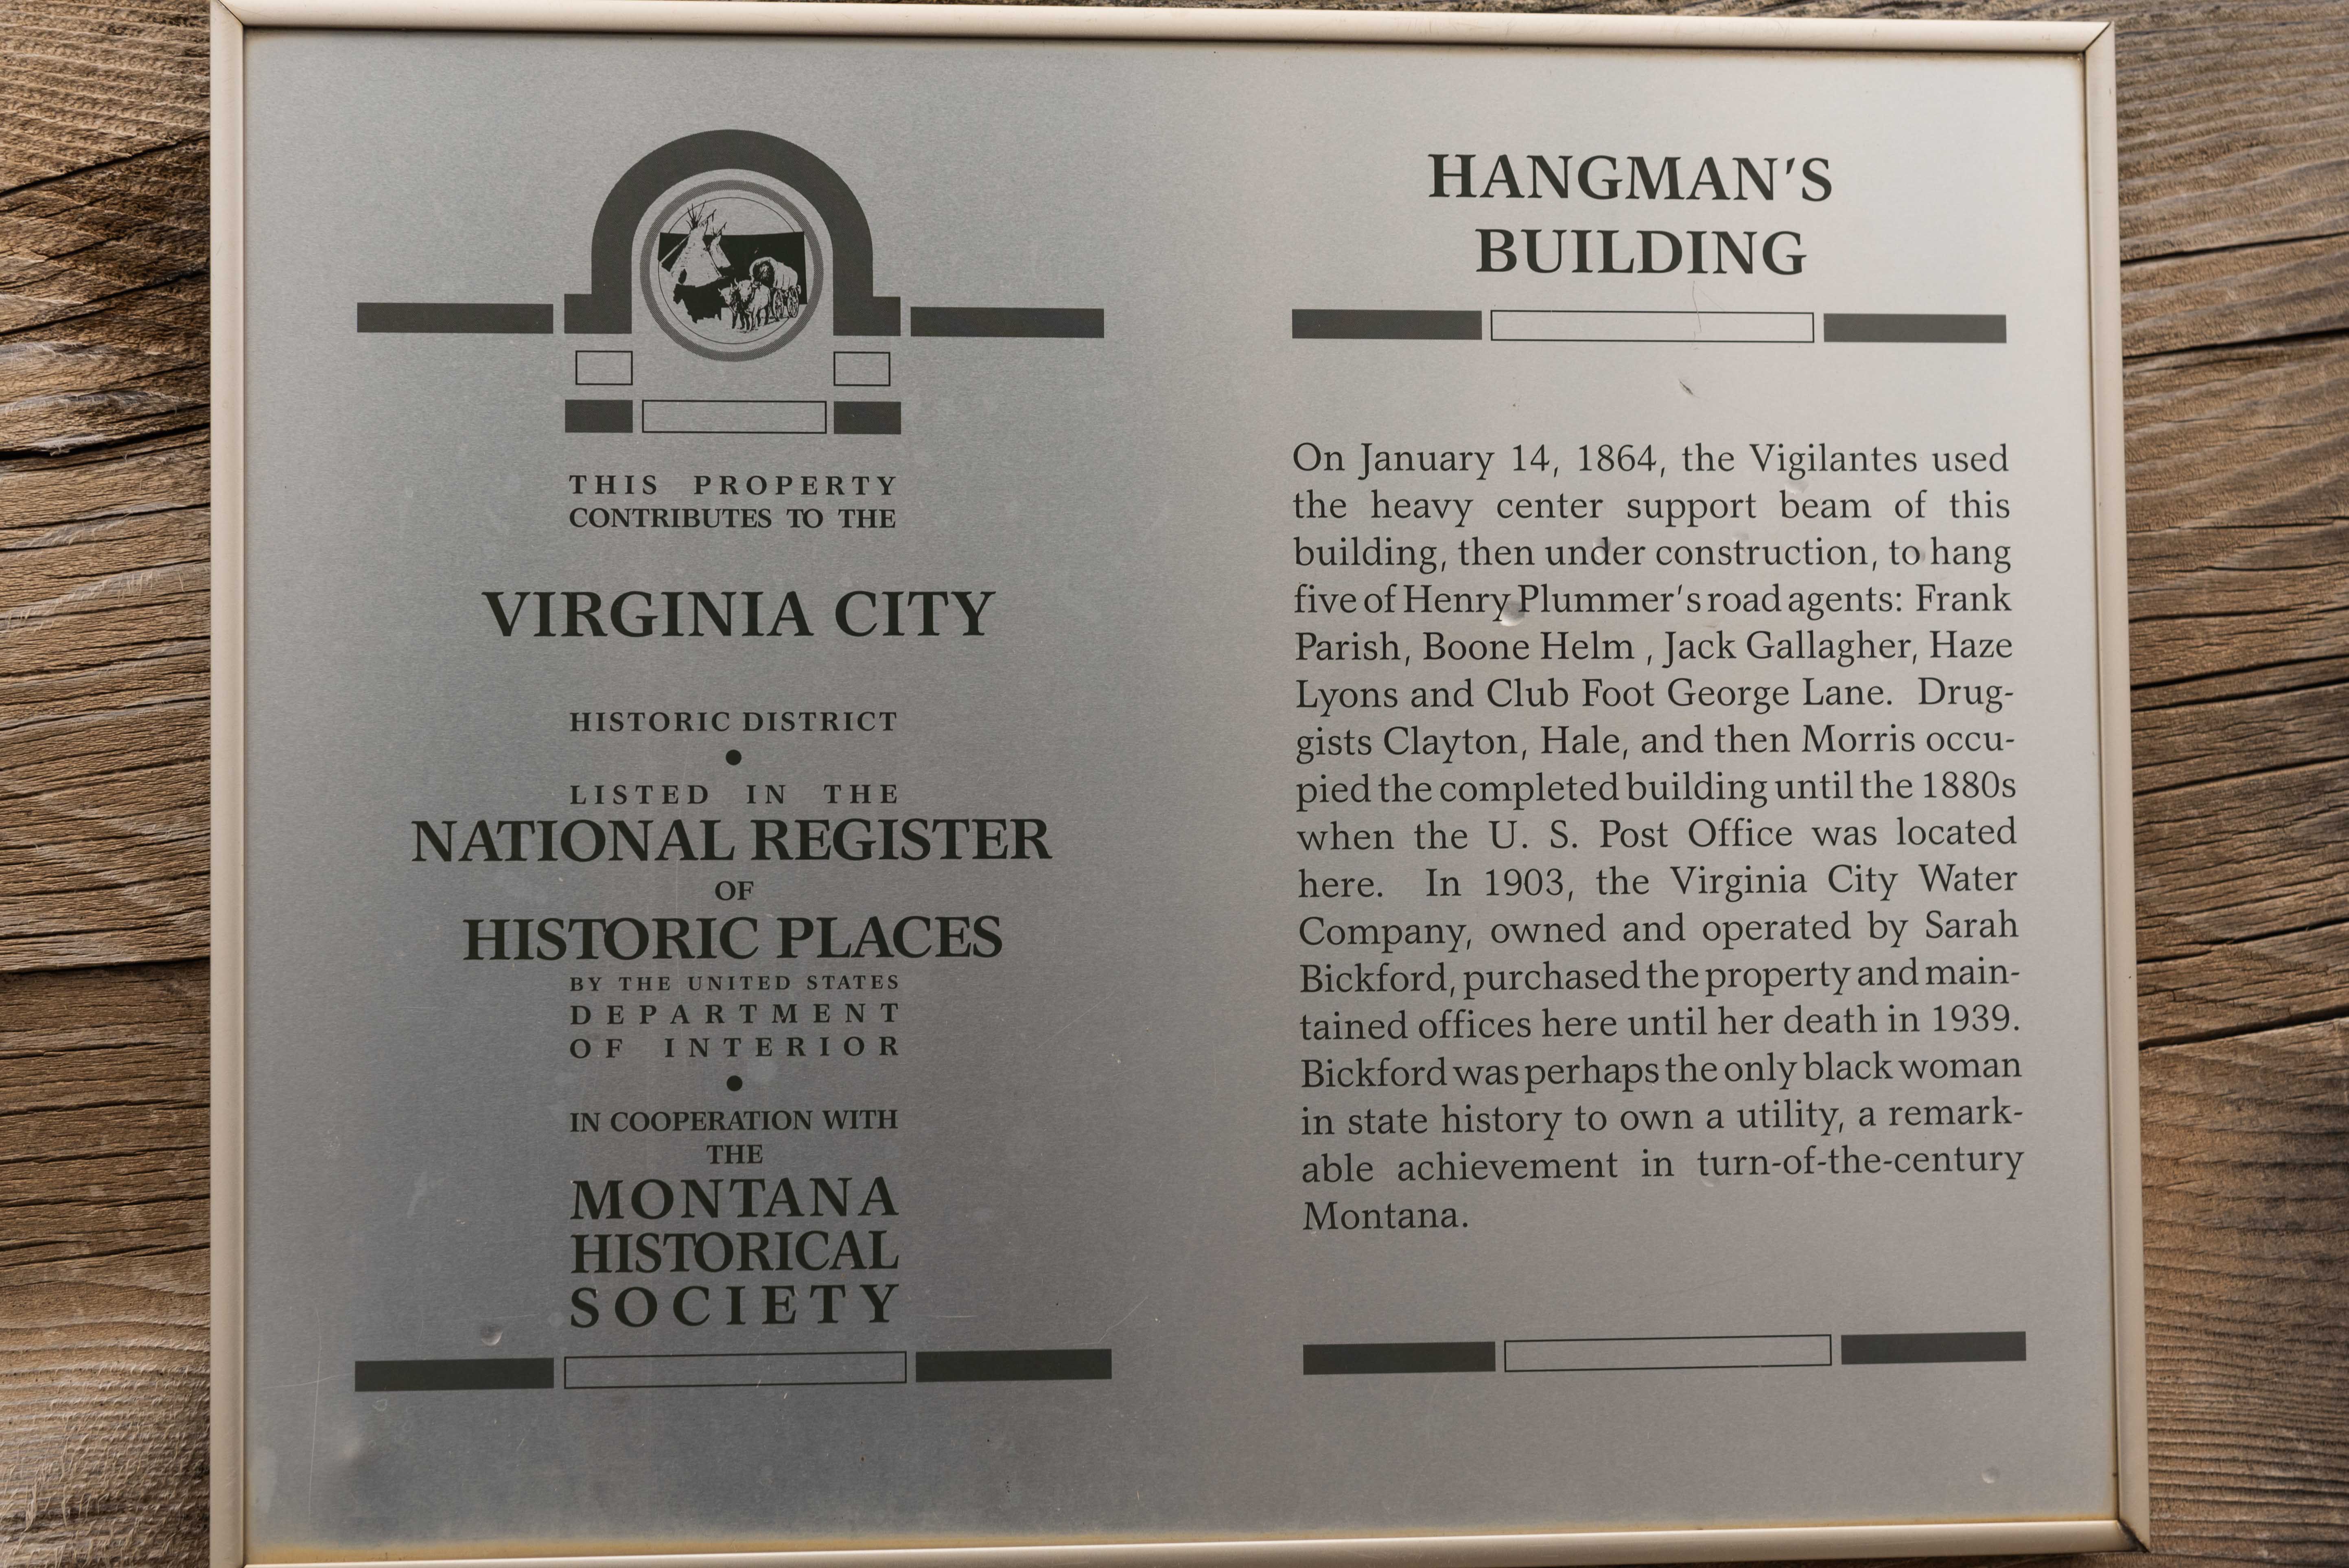 THIS PROPERTY
CONTRIBUTES TO THE
VIRGINIA CITY
HISTORIC DISTRICT
•
LISTED IN THE
NATIONAL REGISTER
OF
HISTORIC PLACES
BY THE UNITED STATES
DEPARTMENT
OF INTERIOR
•
IN COOPERATION WITH
THE
MONTANA
HISTORICAL
SOCIETY
HANGMAN'S
BUILDING
On January 14, 1864, the Vigilantes used
the heavy center support beam of this
building, then under construction, to hang
five of Henry Plummer's road agents: Frank
Parish, Boone Helm , Jack Gallagher, Haze
Lyons and Club Foot George Lane. Drug-
gists Clayton, Hale, and then Morris occu-
pied the completed building until the 1880s
when the U. S. Post Office was located
here. In 1903, the Virginia City Water
Company, owned and operated by Sarah
Bickford, purchased the property and main-
tained offices here until her death in 1939.
Bickford was perhaps the only black woman
in state history to own a utility, a remark-
able achievement in turn-of-the-century
Montana.